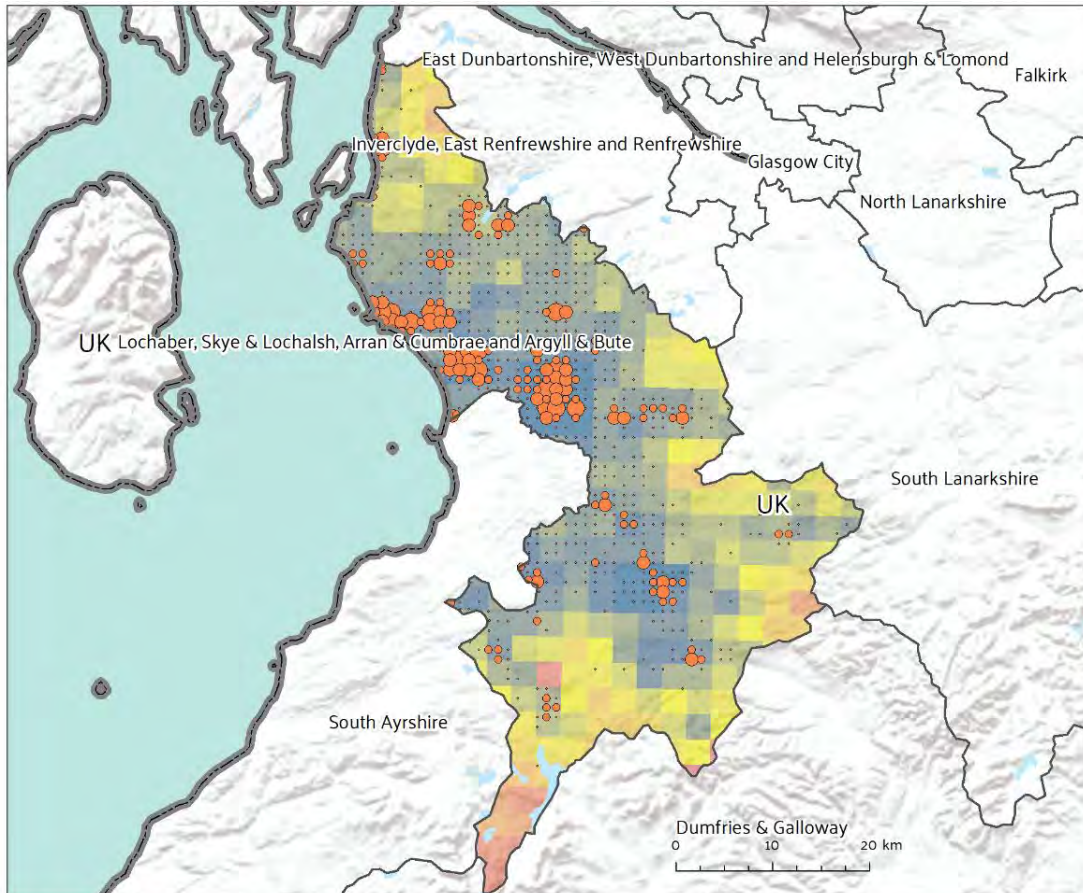 East Dunbartonshire, West Dunbartonshire and Helensburgh & Lomond
Falkirk
Inverclyde, East Renfrewshire and Renfrewshire
Glasgow City
North Lanarkshire
UK
Lochaber, Skye & Lochalsh, Arran & Cumbrae and Argyll & Bute
South Lanarkshire
UK
South Ayrshire
Dumfries & Galloway
0 10 20 km